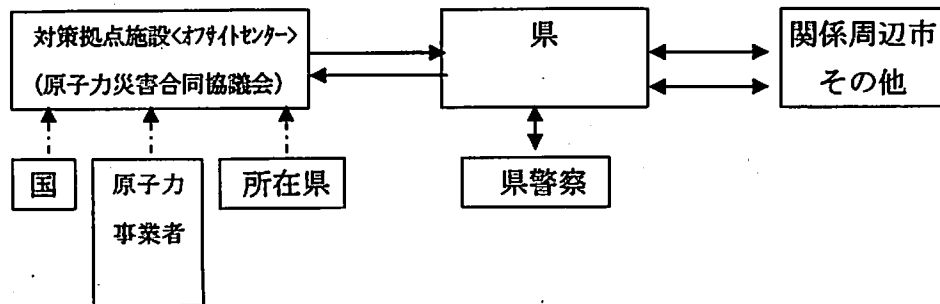 対策拠点施設<オフサイトセンター>
(原子力災害合同協議会)
県
関係周辺市
その他
国
原子力
事業者
所在県
県警察